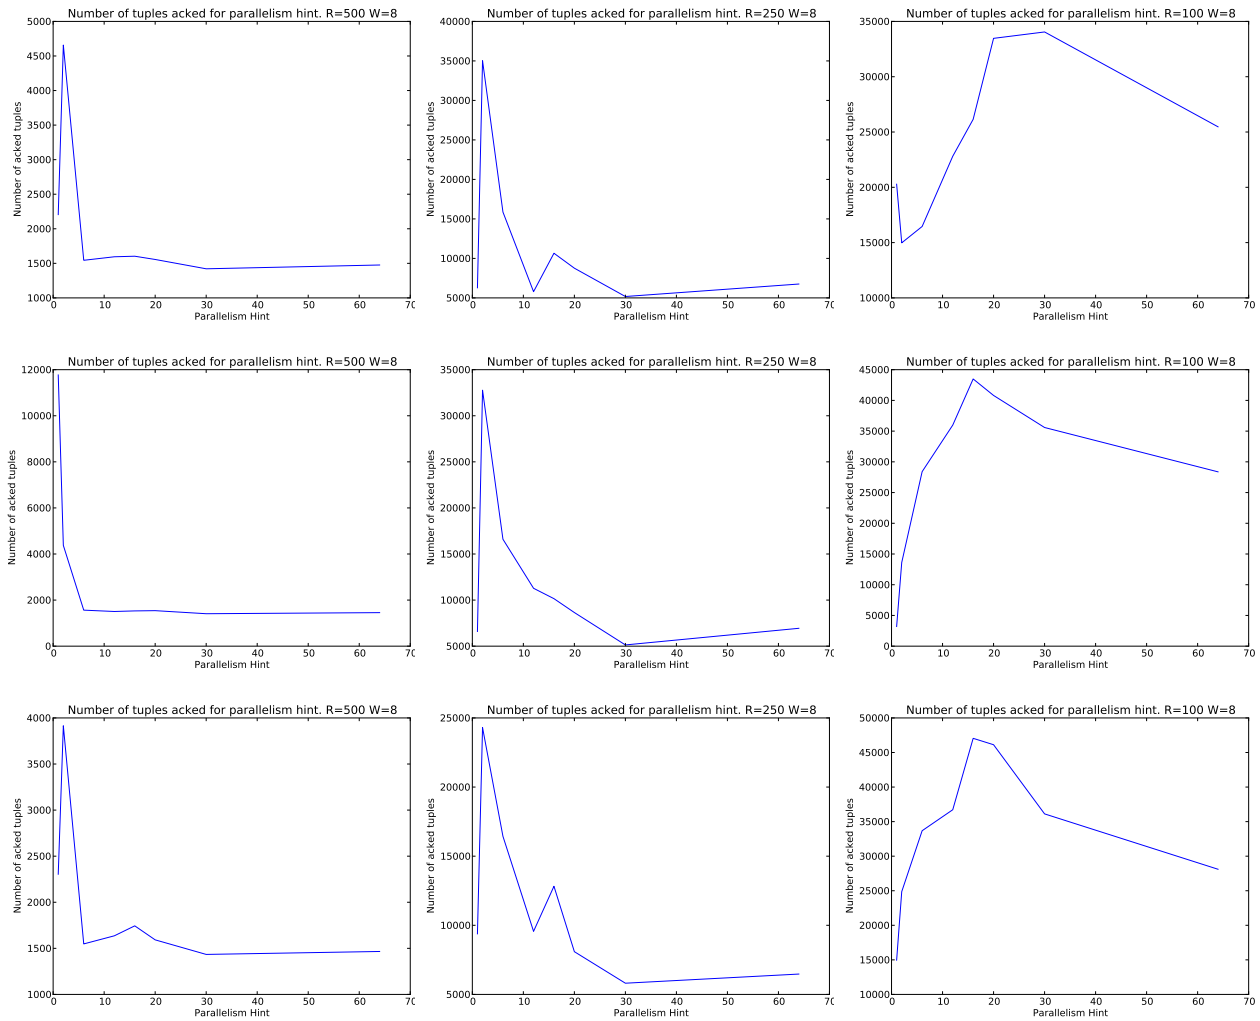 Number of tuples acked for parallelism hint. R=500 W=8
5000
4500
4000
3500
3000
2500
2000
1500
1000
Number of acked tuples
0 10 20 30 40 50 60 70
Parallelism Hint
Number of tuples acked for parallelism hint. R=250 W=8
40000
35000
30000
25000
20000
15000
10000
5000
Number of acked tuples
0 10 20 30 40 50 60 70
Parallelism Hint
Number of tuples acked for parallelism hint. R=100 W=8
35000
30000
25000
20000
15000
10000
Number of acked tuples
0 10 20 30 40 50 60 70
Parallelism Hint
Number of tuples acked for parallelism hint. R=500 W=8
12000
10000
8000
6000
4000
2000
0
Number of acked tuples
0 10 20 30 40 50 60 70
Parallelism Hint
Number of tuples acked for parallelism hint. R=250 W=8
35000
30000
25000
20000
15000
10000
5000
Number of acked tuples
0 10 20 30 40 50 60 70
Parallelism Hint
Number of tuples acked for parallelism hint. R=100 W=8
45000
40000
35000
30000
25000
20000
15000
10000
5000
0
Number of acked tuples
0 10 20 30 40 50 60 70
Parallelism Hint
Number of tuples acked for parallelism hint. R=500 W=8
4000
3500
3000
2500
2000
1500
1000
Number of acked tuples
0 10 20 30 40 50 60 70
Parallelism Hint
Number of tuples acked for parallelism hint. R=250 W=8
25000
20000
15000
10000
5000
Number of acked tuples
0 10 20 30 40 50 60 70
Parallelism Hint
Number of tuples acked for parallelism hint. R=100 W=8
50000
45000
40000
35000
30000
25000
20000
15000
10000
Number of acked tuples
0 10 20 30 40 50 60 70
Parallelism Hint